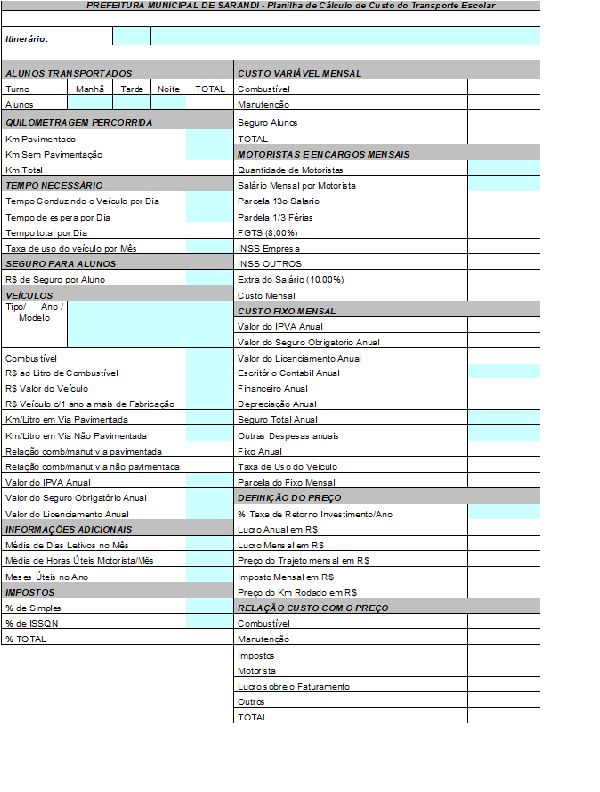 PREFEITURA MUNICIPAL DE SARANDI - Planilha de Cálculo de Custo do Transporte Escolar
Itinerário:
ALUNOS TRANSPORTADOS
Turno Manhã Tarde Noite TOTAL
Alunos
QUILOMETRAGEM PERCORRIDA
Km Pavimentado
Km Sem Pavimentação
Km Total
TEMPO NECESSÁRIO
Tempo Conduzindo o Veículo por Dia
Tempo de espera por Dia
Tempo total por Dia
Taxa de uso do veículo por Mês
SEGURO PARA ALUNOS
R$ de Seguro por Aluno
VEÍCULOS
Tipo/ Ano /
Modelo
Combustível
R$ ao Litro de Combustível
R$ Valor do Veículo
R$ Veículo c/1 ano a mais de Fabricação
Km/Litro em Via Pavimentada
Km/Litro em Via Não Pavimentada
Relação comb/manut via pavimentada
Relação comb/manut via não pavimentada
Valor do IPVA Anual
Valor do Seguro Obrigatório Anual
Valor do Licenciamento Anual
INFORMAÇÕES ADICIONAIS
Média de Dias Letivos no Mês
Média de Horas Úteis Motorista/Mês
Meses Úteis no Ano
IMPOSTOS
% de Simples
% de ISSQN
% TOTAL
CUSTO VARIÁVEL MENSAL
Combustível
Manutenção
Seguro Alunos
TOTAL
MOTORISTAS E ENCARGOS MENSAIS
Quantidade de Motoristas
Salário Mensal por Motorista
Parcela 13o Salário
Parcela 1/3 Férias
FGTS (8,00%)
INSS Empresa
INSS OUTROS
Extra do Salário (10,00%)
Custo Mensal
CUSTO FIXO MENSAL
Valor do IPVA Anual
Valor do Seguro Obrigatorio Anual
Valor do Licenciamento Anual
Escritório Contabil Anual
Financeiro Anual
Depreciação Anual
Seguro Total Anual
Outras Despesas anuais
Fixo Anual
Taxa de Uso do Veículo
Parcela do Fixo Mensal
DEFINIÇÃO DO PREÇO
% Taxa de Retorno Investimento/Ano
Lucro Anual em R$
Lucro Mensal em R$
Preço do Trajeto mensal em R$
Imposto Mensal em R$
Preço do Km Rodado em R$
RELAÇÃO CUSTO COM O PREÇO
Combustível
Manutenção
Impostos
Motorista
Lucro sobre o Faturamento
Outros
TOTAL